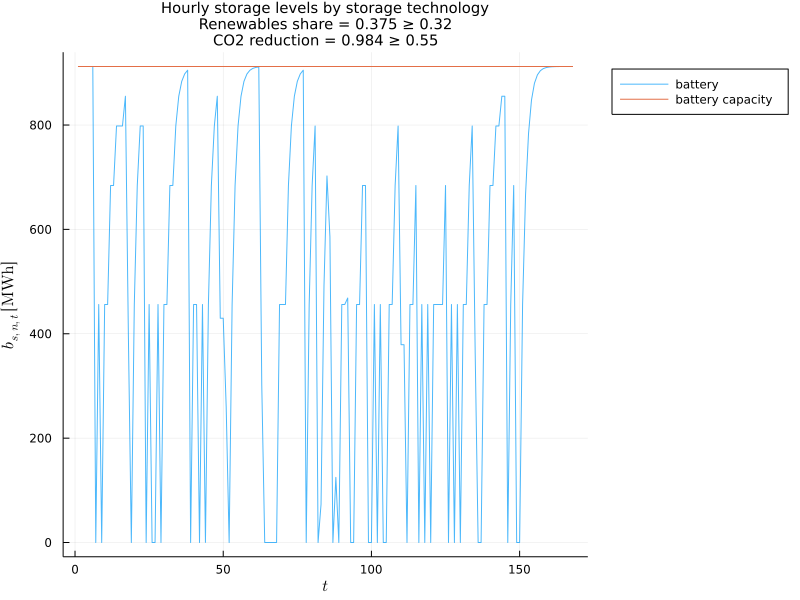 Hourly storage levels by storage technology
Renewables share = 0.375 ≥ 0.32
CO2 reduction = 0.984 ≥ 0.55
battery
battery capacity
800
600
400
200
0
b_{s, n, t} [MWh]
0 50 100 150
t